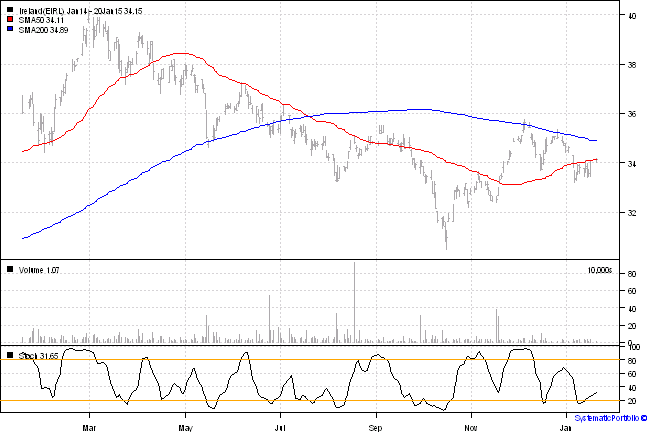 Ireland(EIRL) Jan14 - 20Jan15 34.15
SMA50 34.11
SMA200 34.89
40
38
36
34
32
Volume 1.07
10,000s
80
60
40
20
0
Stoch 31.65
100
80
60
40
20
Mar May Jul Sep Nov Jan
SystematicPortfolio ©